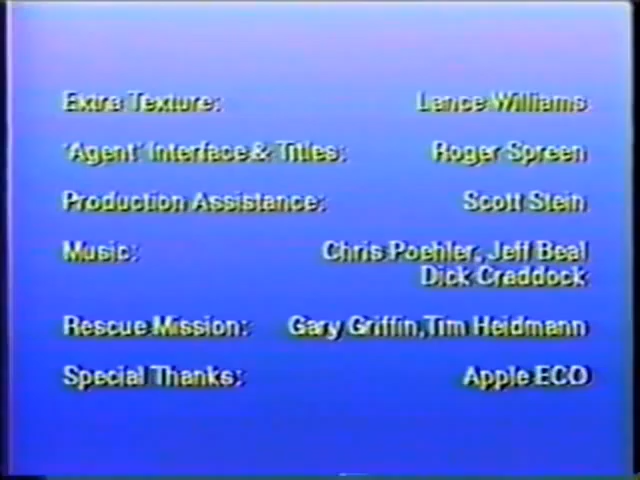 Extra Texture: Lance Williams
'Agent' Interface & Titles: Roger Spreen
Production Assistance: Scott Stein
Music: Chris Poehler, Jeff Beal
Dick Craddock
Rescue Mission: Gary Griffin,Tim Heidmann
Special Thanks: Apple ECO